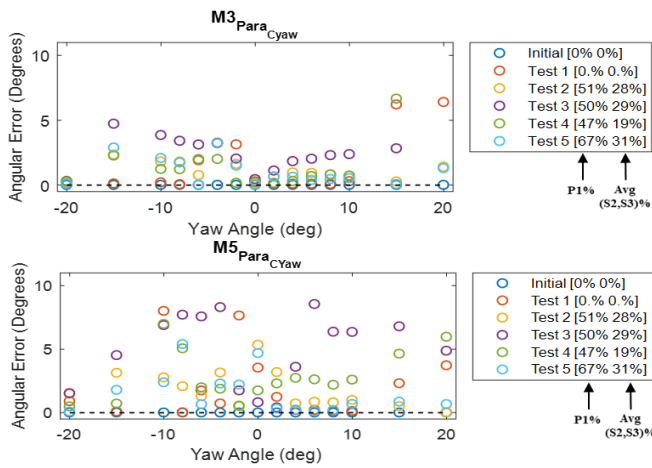 M3ParaCyaw
Angular Error (Degrees)
10
5
0
-20 -10 0 10 20
Yaw Angle (deg)
Initial [0% 0%]
Test 1 [0.% 0.%]
Test 2 [51% 28%]
Test 3 [50% 29%]
Test 4 [47% 19%]
Test 5 [67% 31%]
P1% Avg
(S2,S3)%
M5ParaCYaw
Angular Error (Degrees)
10
5
0
-20 -10 0 10 20
Yaw Angle (deg)
Initial [0% 0%]
Test 1 [0.% 0.%]
Test 2 [51% 28%]
Test 3 [50% 29%]
Test 4 [47% 19%]
Test 5 [67% 31%]
P1% Avg
(S2,S3)%